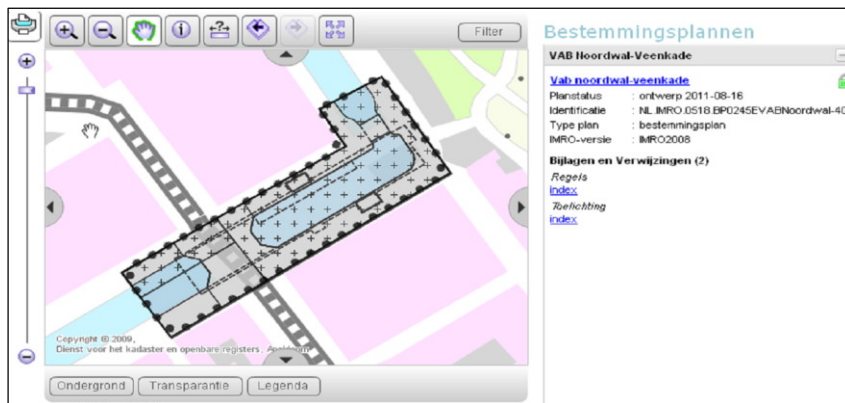 Filter
Copyright © 2009,
Dienst voor het kadaster en openbare registers,
Ondergrond
Transparantie
Legenda
Bestemmingsplannen
VAB Noordwal-Veenkade
Vab noordwal-veenkade
Planstatus : ontwerp 2011-08-16
Identificatie : NL.IMRO.0518.BP0245EVABNoordwal-40
Type plan : bestemmingsplan
IMRO-versie : IMRO2008
Bijlagen en Verwijzingen (2)
Regels
index
Toelichting
index